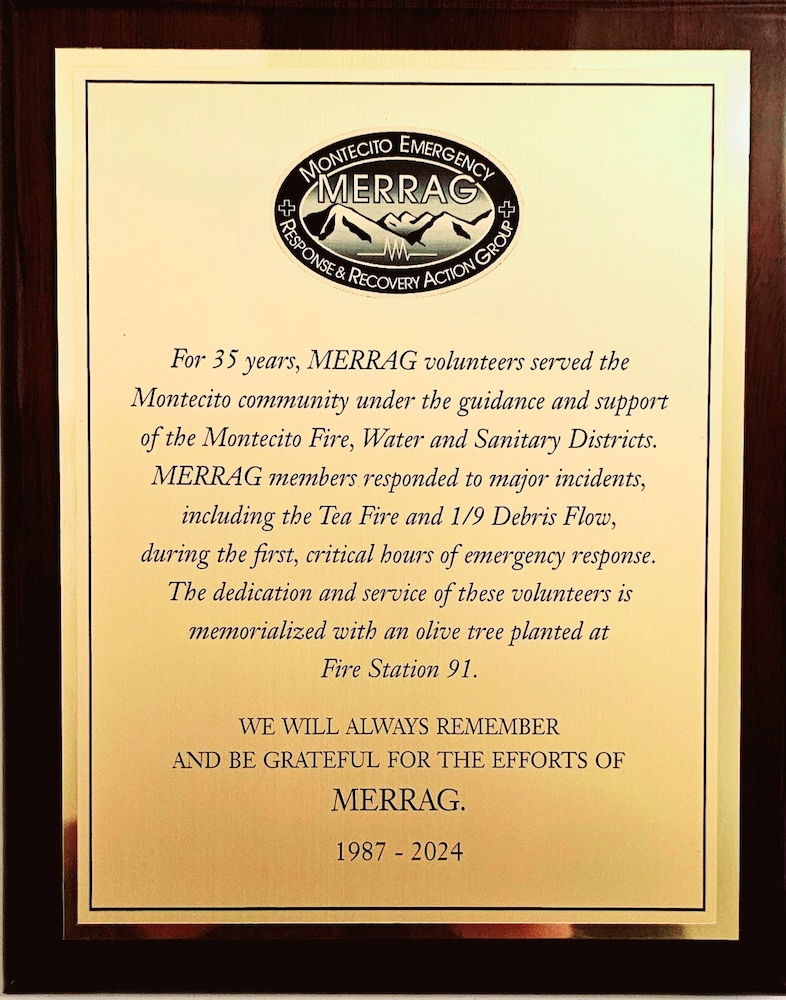 MONTECITO EMERGENCY
MERRAG
RESPONSE & RECOVERY ACTION GROUP
For 35 years, MERRAG volunteers served the
Montecito community under the guidance and support
of the Montecito Fire, Water and Sanitary Districts.
MERRAG members responded to major incidents,
including the Tea Fire and 1/9 Debris Flow,
during the first, critical hours of emergency response.
The dedication and service of these volunteers is
memorialized with an olive tree planted at
Fire Station 91.
WE WILL ALWAYS REMEMBER
AND BE GRATEFUL FOR THE EFFORTS OF
MERRAG.
1987 - 2024